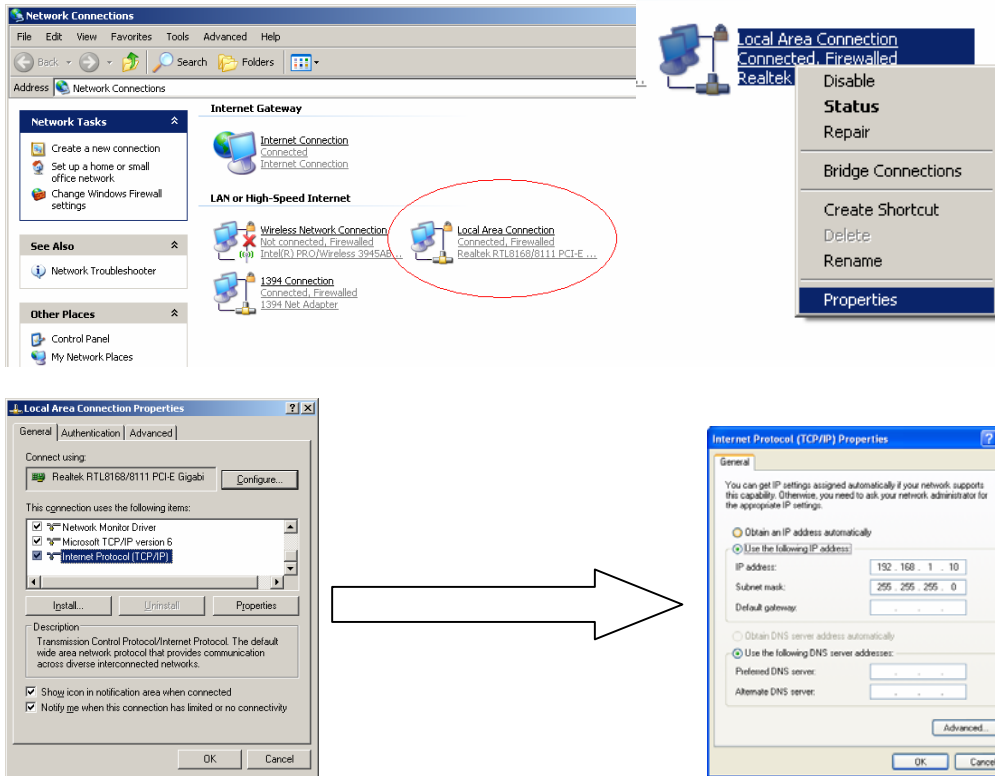 Network Connections
File Edit View Favorites Tools Advanced Help
Back Search Folders
Address Network Connections
Network Tasks
Create a new connection
Set up a home or small
office network
Change Windows Firewall
settings
See Also
Network Troubleshooter
Other Places
Control Panel
My Network Places
Internet Gateway
Internet Connection
Connected
Internet Connection
LAN or High-Speed Internet
Wireless Network Connection
Not connected, Firewalled
Intel(R) PRO/Wireless 3945AB...
Local Area Connection
Connected, Firewalled
Realtek RTL8168/8111 PCI-E ...
1394 Connection
Connected, Firewalled
1394 Net Adapter
Local Area Connection
Connected, Firewalled
Realtek
...
Disable
Status
Repair
Bridge Connections
Create Shortcut
Delete
Rename
Properties
Local Area Connection Properties
General Authentication Advanced
Connect using:
Realtek RTL8168/8111 PCI-E Gigabi Configure...
This connection uses the following items:
Network Monitor Driver
Microsoft TCP/IP version 6
Internet Protocol (TCP/IP)
Install... Uninstall Properties
Description
Transmission Control Protocol/Internet Protocol. The default
wide area network protocol that provides communication
across diverse interconnected networks.
Show icon in notification area when connected
Notify me when this connection has limited or no connectivity
OK Cancel
Internet Protocol (TCP/IP) Properties
General
You can get IP settings assigned automatically if your network supports
this capability. Otherwise, you need to ask your network administrator for
the appropriate IP settings.
Obtain an IP address automatically
Use the following IP address:
IP address: 192 . 168 . 1 . 10
Subnet mask: 255 . 255 . 255 . 0
Default gateway: . . .
Obtain DNS server address automatically
Use the following DNS server addresses:
Preferred DNS server: . . .
Alternate DNS server: . . .
Advanced...
OK Cancel